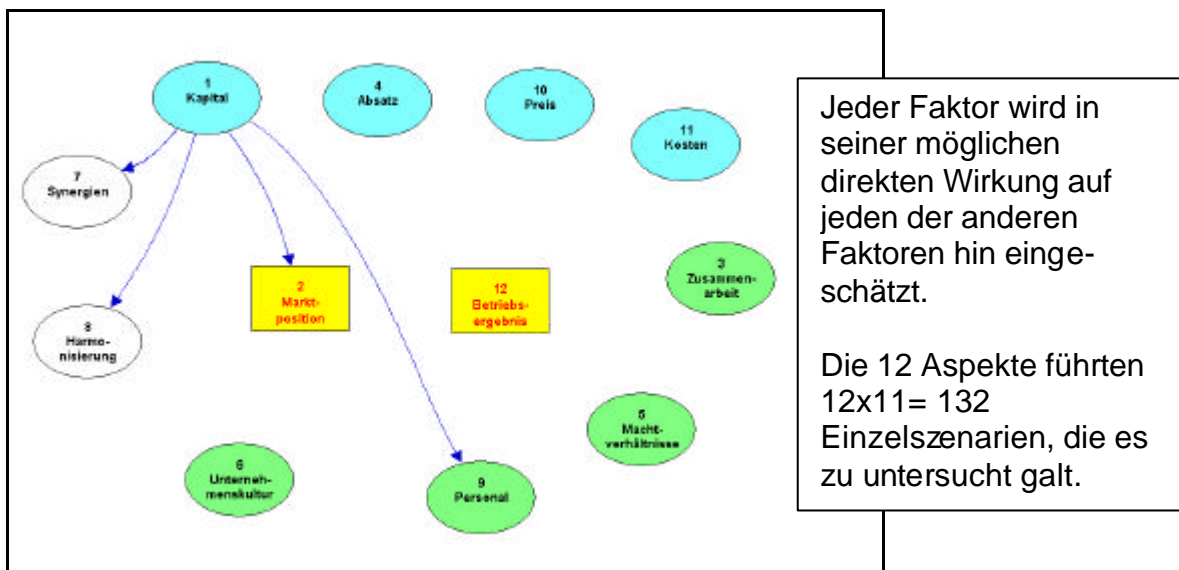 1
Kapital
4
Absatz
10
Preis
11
Kosten
7
Synergien
3
Zusammen-
arbeit
2
Markt-
position
12
Betriebs-
ergebnis
8
Harmo-
nisierung
5
Macht-
verhältnisse
6
Unterneh-
menskultur
9
Personal
Jeder Faktor wird in
seiner möglichen
direkten Wirkung auf
jeden der anderen
Faktoren hin einge-
schätzt.
Die 12 Aspekte führten
12x11= 132
Einzelszenarien, die es
zu untersucht galt.